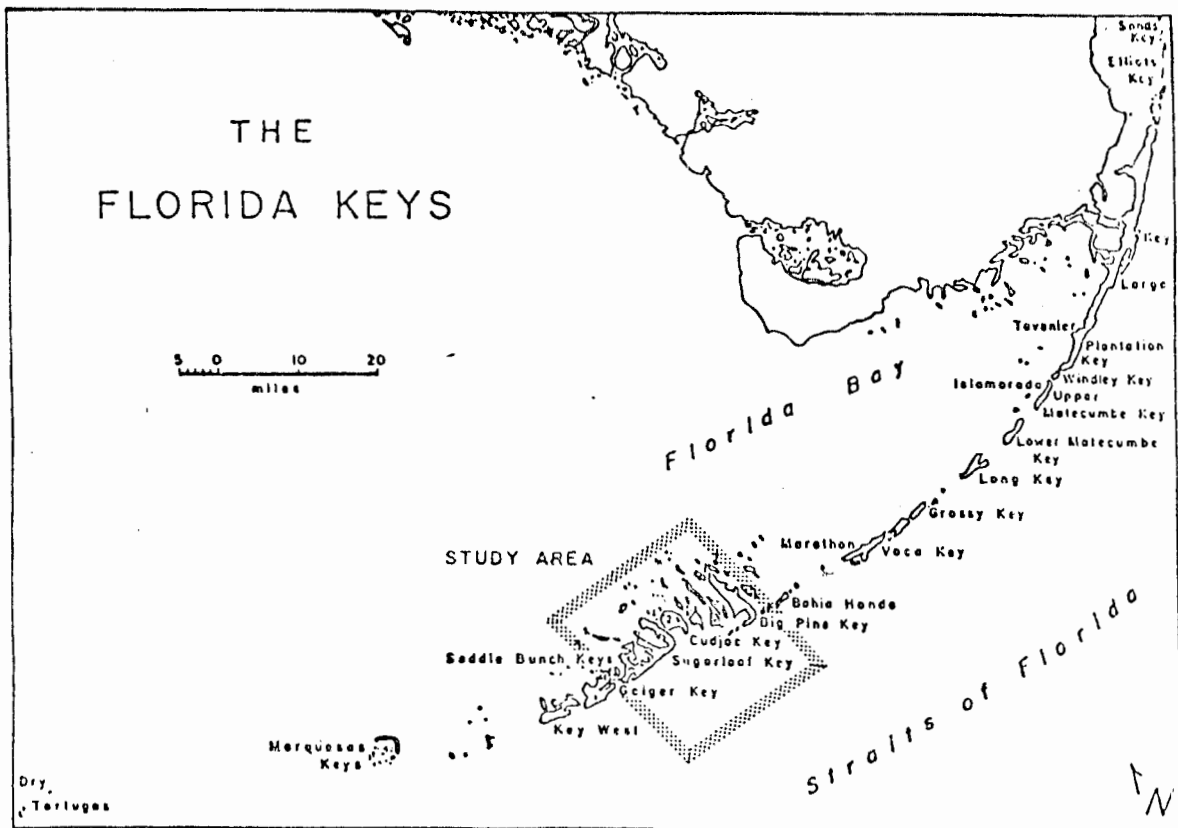 THE
FLORIDA KEYS
5 0 10 20
miles
Sands
Key
Elliots
Key
Key
Large
Tavenier
Plantation
Key
Islamorada
Windley Key
Upper
Matecumbe Key
Lower Matecumbe
Key
Long Key
Grassy Key
Marathon
Vaca Key
Florida Bay
STUDY AREA
Bahia Honda
Big Pine Key
Cudjoe Key
Saddle Bunch Keys
Sugarloaf Key
Geiger Key
Key West
Marquesas
Keys
Straits of Florida
Dry
Tortugas
N